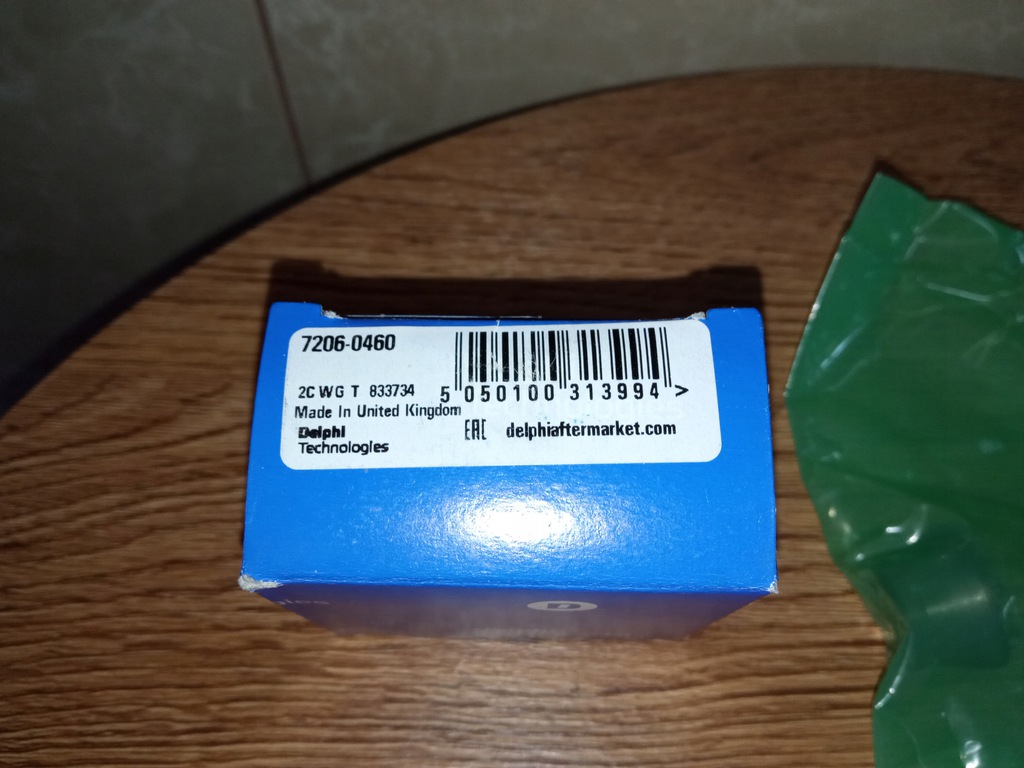 7206-0460
2C WG T 833734
5 050100 313994 >
Made In United Kingdom
Delphi
Technologies
EAC delphiaftermarket.com